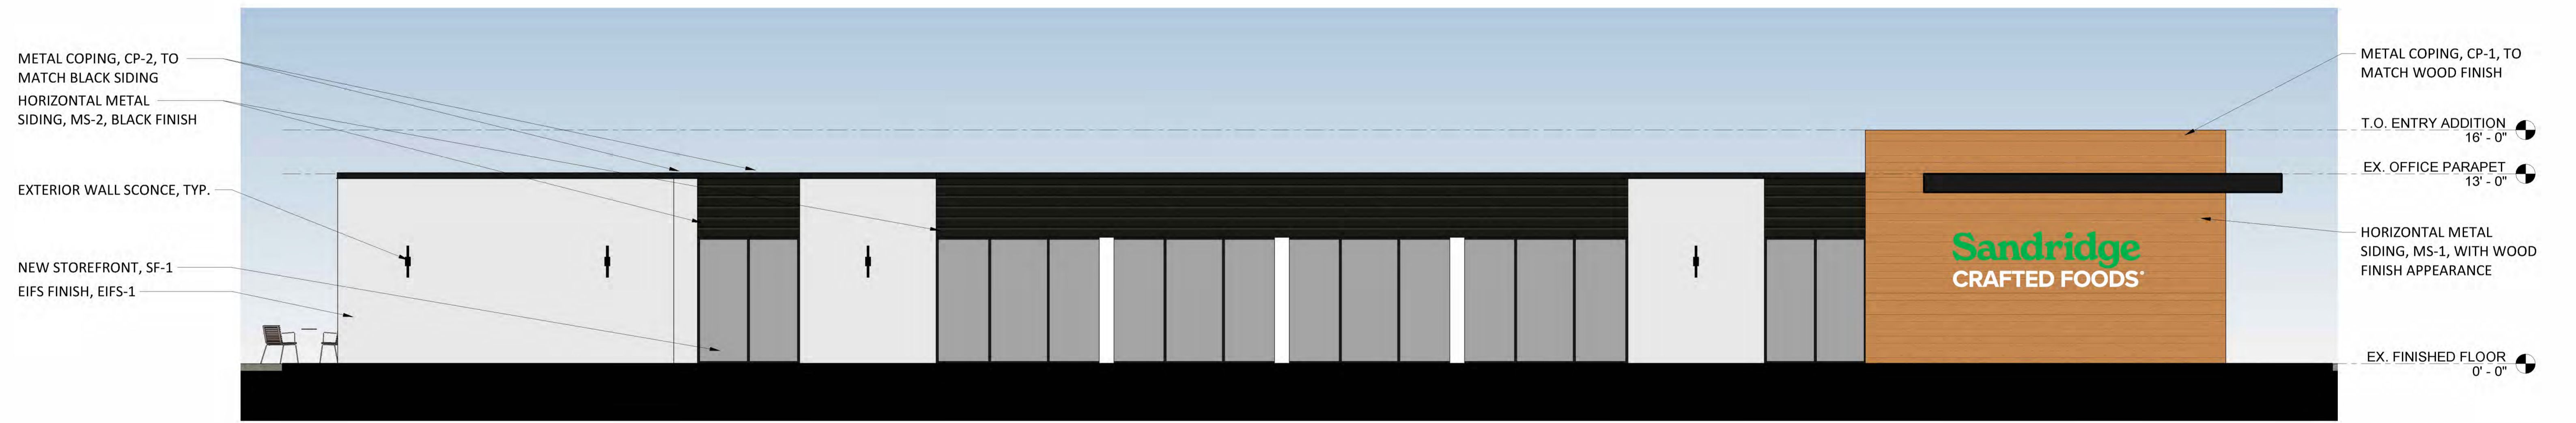 METAL COPING, CP-2, TO
MATCH BLACK SIDING
HORIZONTAL METAL
SIDING, MS-2, BLACK FINISH
EXTERIOR WALL SCONCE, TYP.
NEW STOREFRONT, SF-1
EIFS FINISH, EIFS-1
Sandridge
CRAFTED FOODS
METAL COPING, CP-1, TO
MATCH WOOD FINISH
T.O. ENTRY ADDITION
16' - 0"
EX. OFFICE PARAPET
13' - 0"
HORIZONTAL METAL
SIDING, MS-1, WITH WOOD
FINISH APPEARANCE
EX. FINISHED FLOOR
0' - 0"